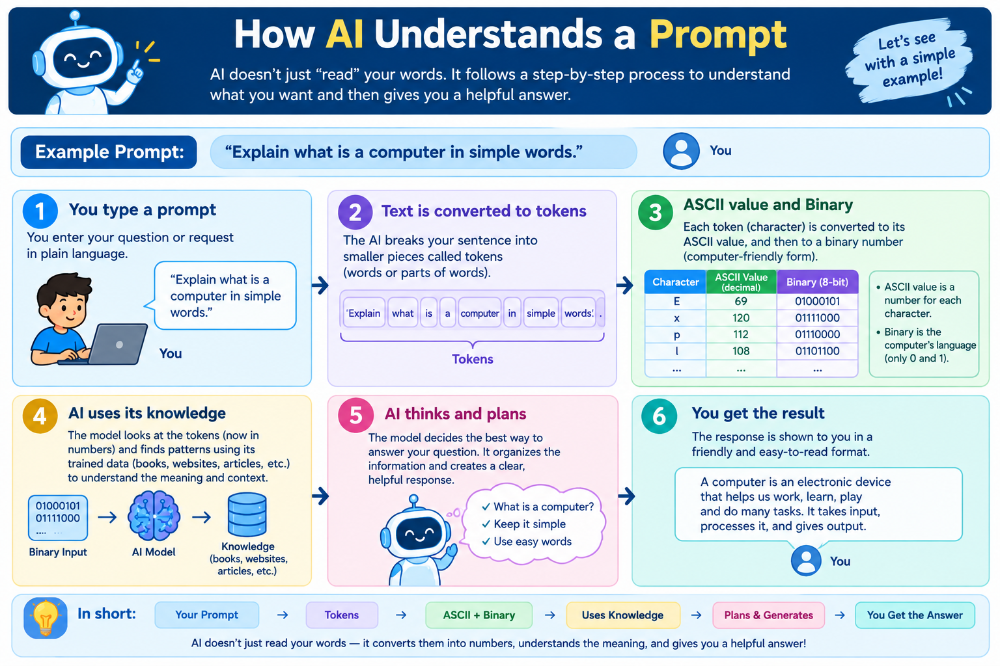 How AI Understands a Prompt
AI doesn't just “read” your words. It follows a step-by-step process to understand
what you want and then gives you a helpful answer.
Let's see
with a simple
example!
Example Prompt:
“Explain what is a computer in simple words.”
You
1
You type a prompt
You enter your question or request
in plain language.
“Explain what is a
computer in simple
words.”
You
2
Text is converted to tokens
The AI breaks your sentence into
smaller pieces called tokens
(words or parts of words).
“Explain what is a computer in simple words.” .
Tokens
3
ASCII value and Binary
Each token (character) is converted to its
ASCII value, and then to a binary number
(computer-friendly form).
Character ASCII Value (decimal) Binary (8-bit)
E 69 01000101
x 120 01111000
p 112 01110000
l 108 01101100
... ... ...
• ASCII value is a
number for each
character.
• Binary is the
computer's language
(only 0 and 1).
4
AI uses its knowledge
The model looks at the tokens (now in
numbers) and finds patterns using its
trained data (books, websites, articles, etc.)
to understand the meaning and context.
01000101
01111000
.... ...
Binary Input
AI Model
Knowledge
(books, websites,
articles, etc.)
5
AI thinks and plans
The model decides the best way to
answer your question. It organizes the
information and creates a clear,
helpful response.
✓ What is a computer?
✓ Keep it simple
✓ Use easy words
6
You get the result
The response is shown to you in a
friendly and easy-to-read format.
A computer is an electronic device
that helps us work, learn, play
and do many tasks. It takes input,
processes it, and gives output.
You
In short:
Your Prompt → Tokens → ASCII + Binary → Uses Knowledge → Plans & Generates → You Get the Answer
AI doesn't just read your words — it converts them into numbers, understands the meaning, and gives you a helpful answer!